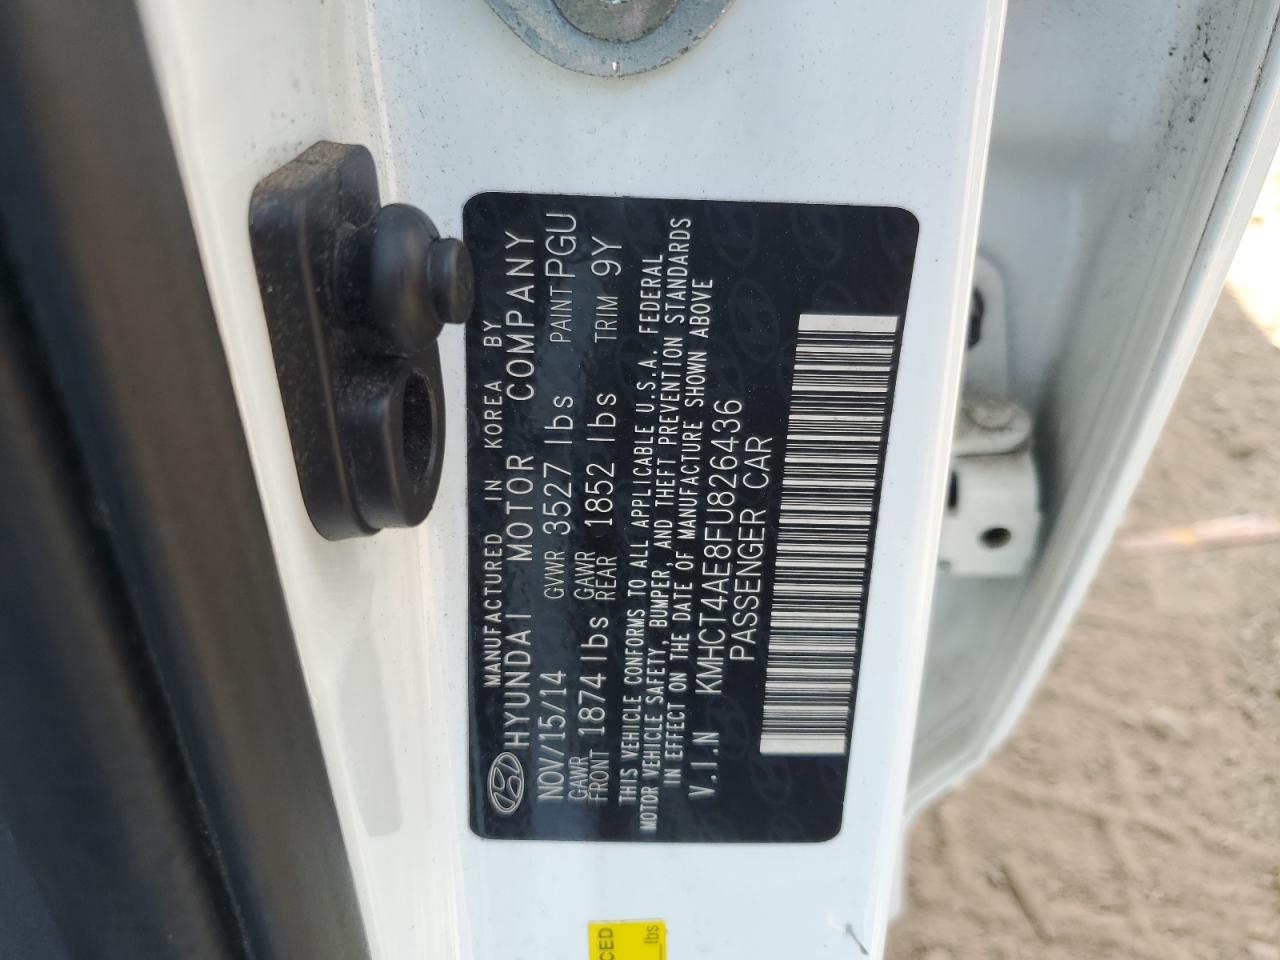 MANUFACTURED IN KOREA BY
HYUNDAI MOTOR COMPANY
NOV/15/14 GVWR 3527 lbs PAINT PGU
GAWR FRONT 1874 lbs GAWR REAR 1852 lbs TRIM 9Y
THIS VEHICLE CONFORMS TO ALL APPLICABLE U.S.A. FEDERAL
MOTOR VEHICLE SAFETY, BUMPER, AND THEFT PREVENTION STANDARDS
IN EFFECT ON THE DATE OF MANUFACTURE SHOWN ABOVE
V.I.N KMHCT4AE8FU826436
PASSENGER CAR
CED
lbs